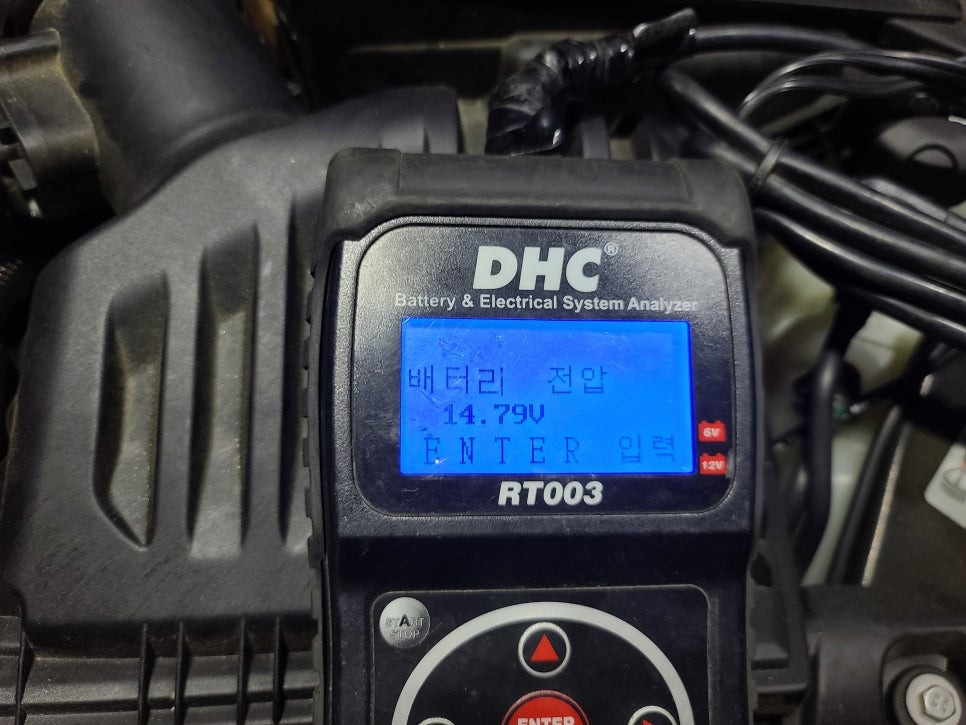 DHC®
Battery & Electrical System Analyzer
배터리 전압
14.79V
ENTER 입력
6V
12V
RT003
START
STOP
ENTER